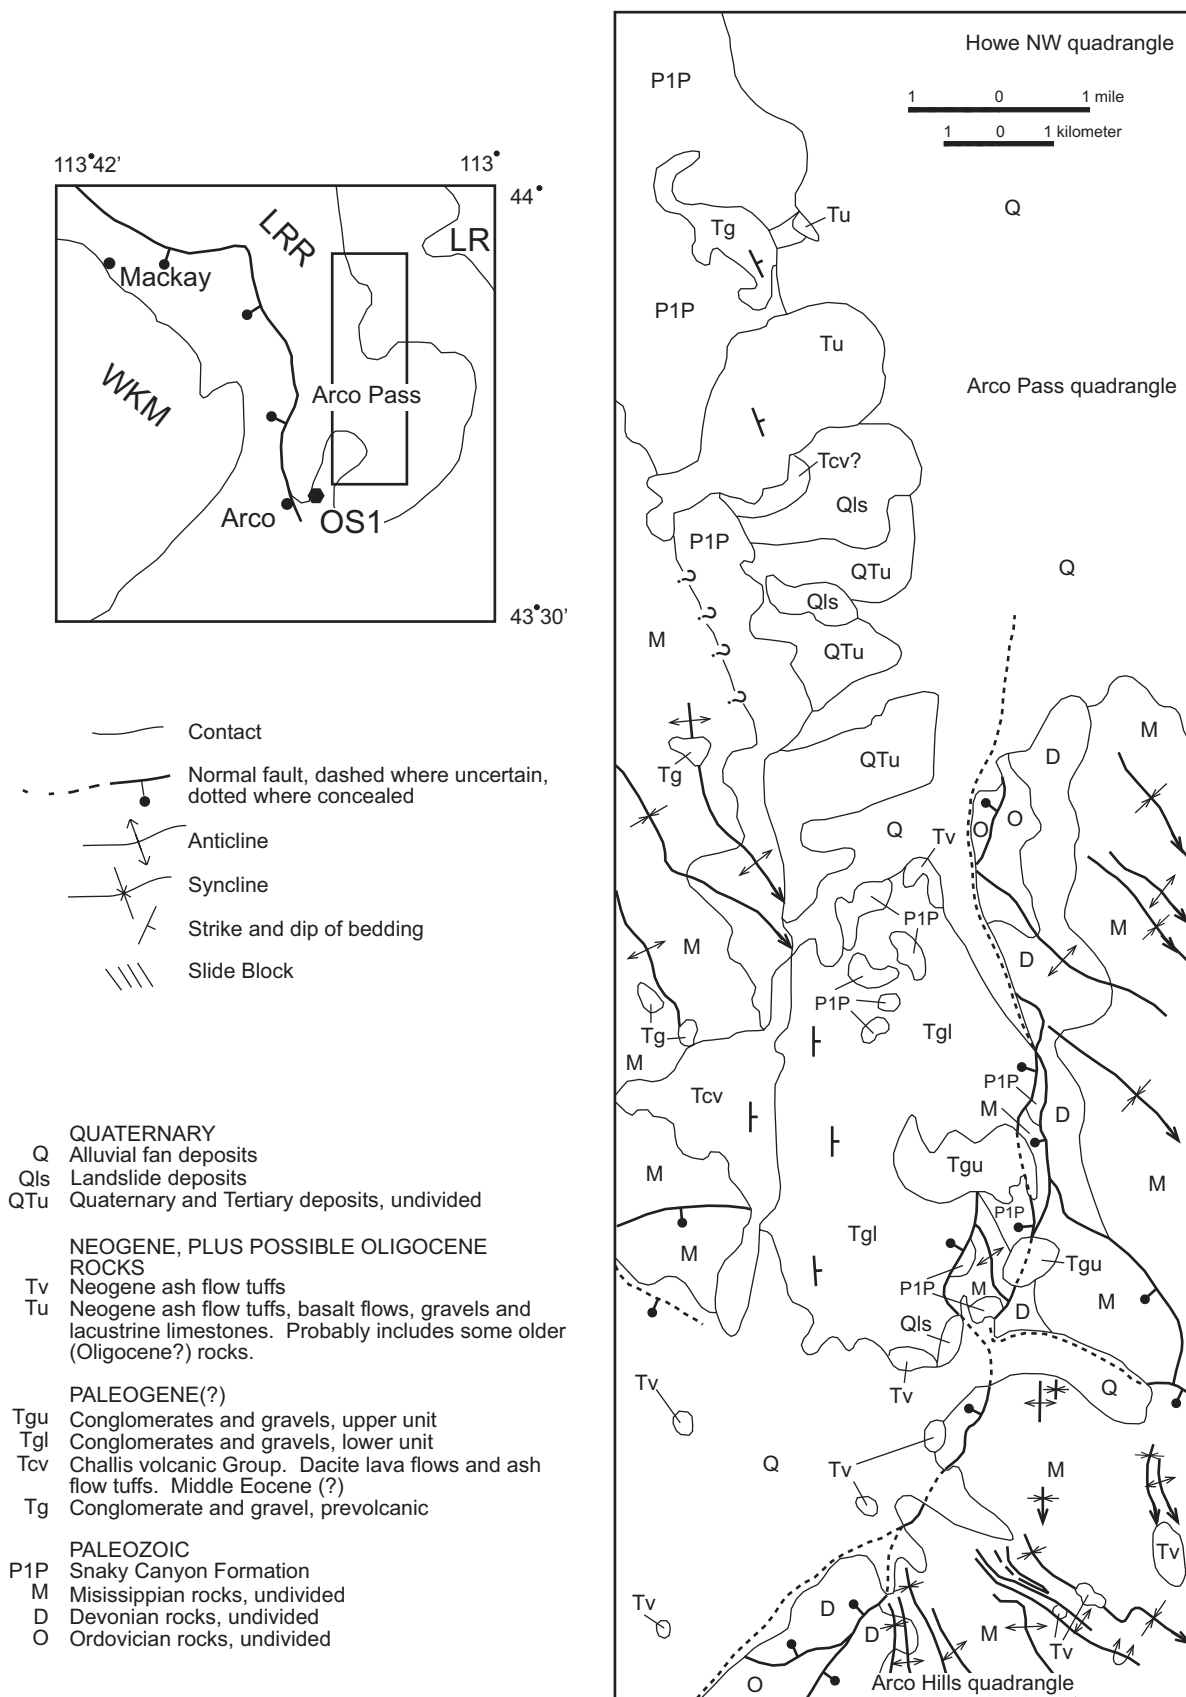 113°42'
113°
44°
LRR
LR
Mackay
WKM
Arco Pass
Arco
OS1
43°30'
Contact
Normal fault, dashed where uncertain,
dotted where concealed
Anticline
Syncline
Strike and dip of bedding
Slide Block
QUATERNARY
Q Alluvial fan deposits
Qls Landslide deposits
QTu Quaternary and Tertiary deposits, undivided
NEOGENE, PLUS POSSIBLE OLIGOCENE
ROCKS
Tv Neogene ash flow tuffs
Tu Neogene ash flow tuffs, basalt flows, gravels and
lacustrine limestones. Probably includes some older
(Oligocene?) rocks.
PALEOGENE(?)
Tgu Conglomerates and gravels, upper unit
Tgl Conglomerates and gravels, lower unit
Tcv Challis volcanic Group. Dacite lava flows and ash
flow tuffs. Middle Eocene (?)
Tg Conglomerate and gravel, prevolcanic
PALEOZOIC
P1P Snaky Canyon Formation
M Misissippian rocks, undivided
D Devonian rocks, undivided
O Ordovician rocks, undivided
Howe NW quadrangle
P1P
1 0 1 mile
1 0 1 kilometer
Q
Tu
Tg
P1P
Tu
Arco Pass quadrangle
Tcv?
Qls
P1P
QTu
Q
?
Qls
?
M
?
QTu
?
M
D
Tg
QTu
O
O
Q
Tv
P1P
M
M
D
P1P
Tg
Tgl
M
P1P
Tcv
M
D
Tgu
M
M
P1P
Tgl
M
Tgu
P1P
M
M
D
Qls
Tv
Tv
Q
Q
Tv
M
Tv
Tv
D
D
M
Tv
O
Arco Hills quadrangle